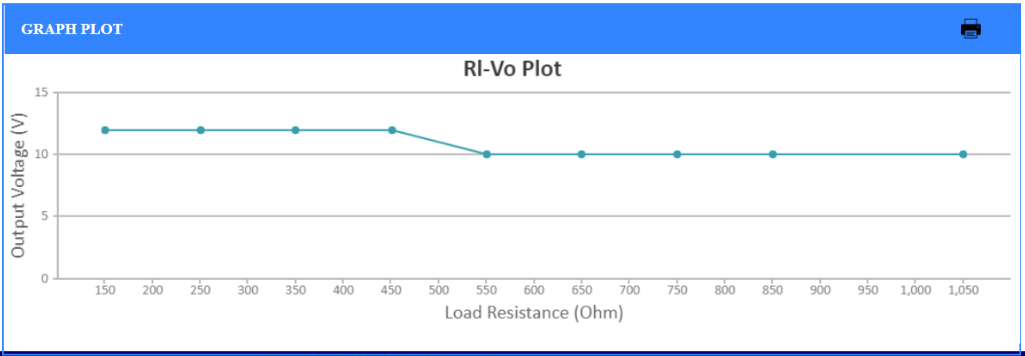 GRAPH PLOT
Rl-Vo Plot
15
10
5
0
Output Voltage (V)
150 200 250 300 350 400 450 500 550 600 650 700 750 800 850 900 950 1,000 1,050
Load Resistance (Ohm)